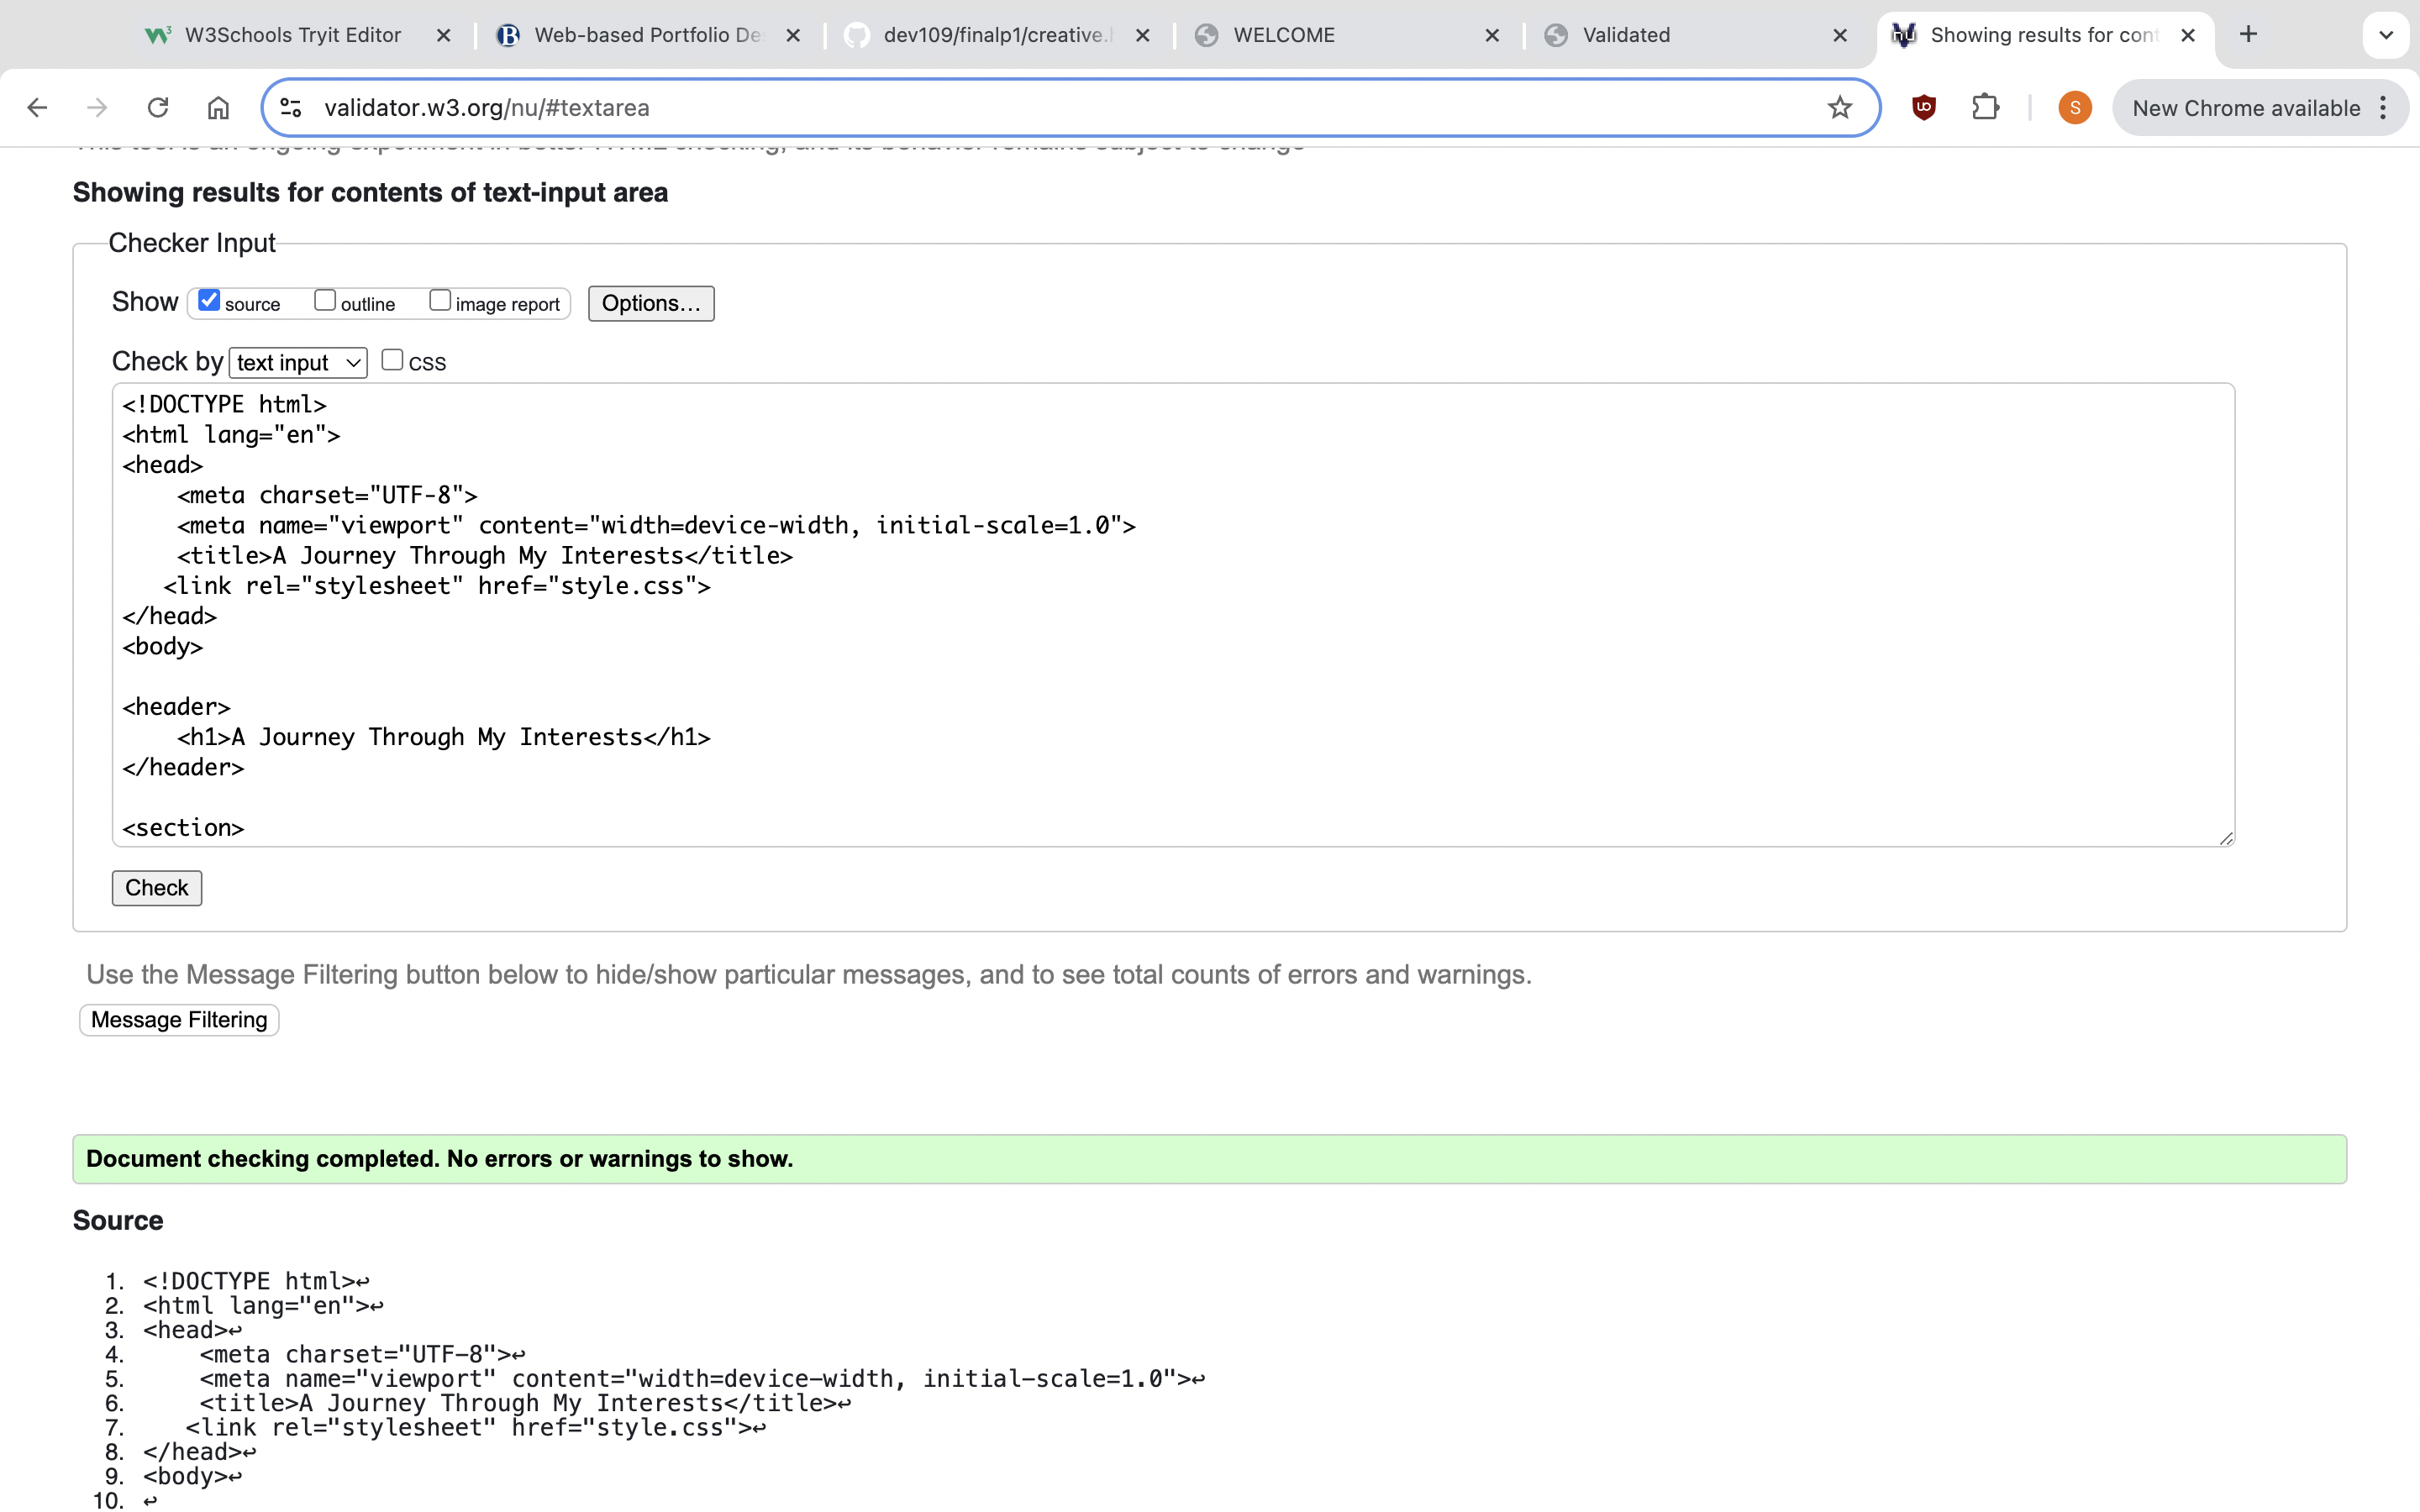 W3Schools Tryit Editor
Web-based Portfolio De
dev109/finalp1/creative.h
WELCOME
Validated
Showing results for cont
validator.w3.org/nu/#textarea
S
New Chrome available
This tool is an ongoing experiment in better HTML checking, and its behavior remains subject to change
Showing results for contents of text-input area
Checker Input
Show source outline image report Options...
Check by text input CSS
<!DOCTYPE html>
<html lang="en">
<head>
    <meta charset="UTF-8">
    <meta name="viewport" content="width=device-width, initial-scale=1.0">
    <title>A Journey Through My Interests</title>
   <link rel="stylesheet" href="style.css">
</head>
<body>
<header>
    <h1>A Journey Through My Interests</h1>
</header>
<section>
Check
Use the Message Filtering button below to hide/show particular messages, and to see total counts of errors and warnings.
Message Filtering
Document checking completed. No errors or warnings to show.
Source
1. <!DOCTYPE html>↩
2. <html lang="en">↩
3. <head>↩
4.     <meta charset="UTF-8">↩
5.     <meta name="viewport" content="width=device-width, initial-scale=1.0">↩
6.     <title>A Journey Through My Interests</title>↩
7.    <link rel="stylesheet" href="style.css">↩
8. </head>↩
9. <body>↩
10. ↩